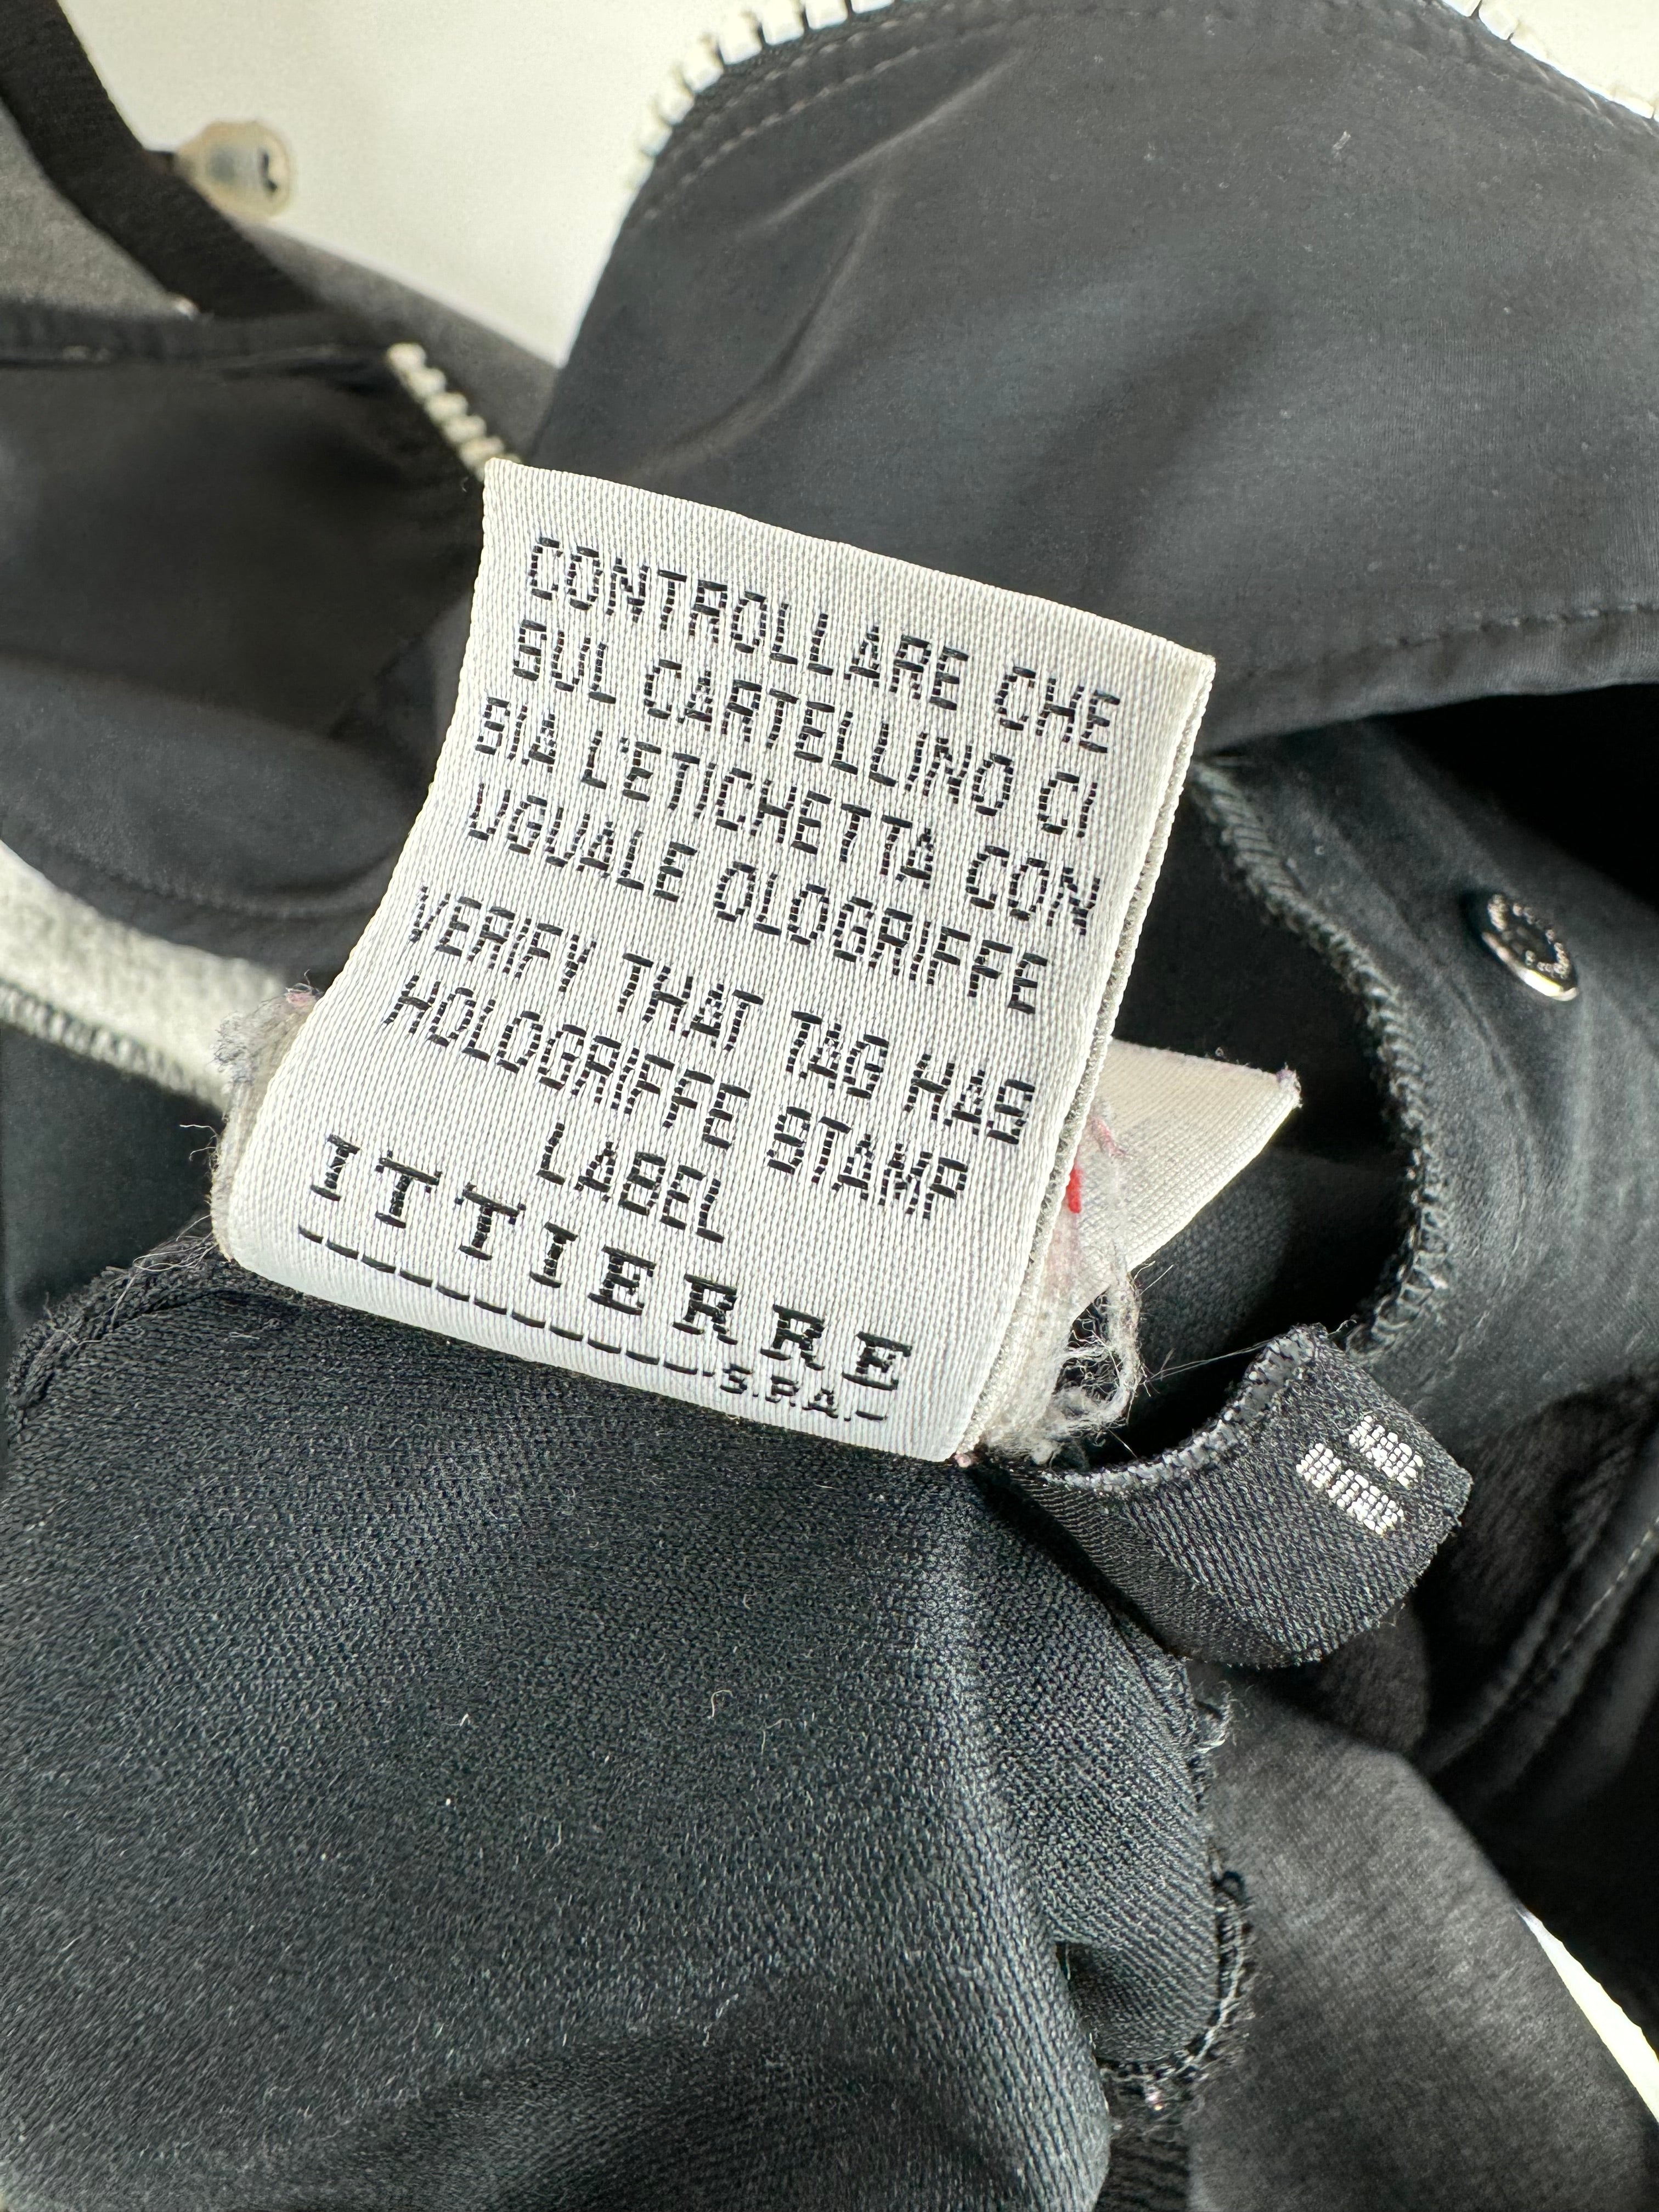 CONTROLLARE CHE
SUL CARTELLINO CI
SIA L'ETICHETTA CON
UGUALE OLOGRIFFE
VERIFY THAT TAG HAS
HOLOGRIFFE STAMP
LABEL
ITTIERRE
S.P.A.